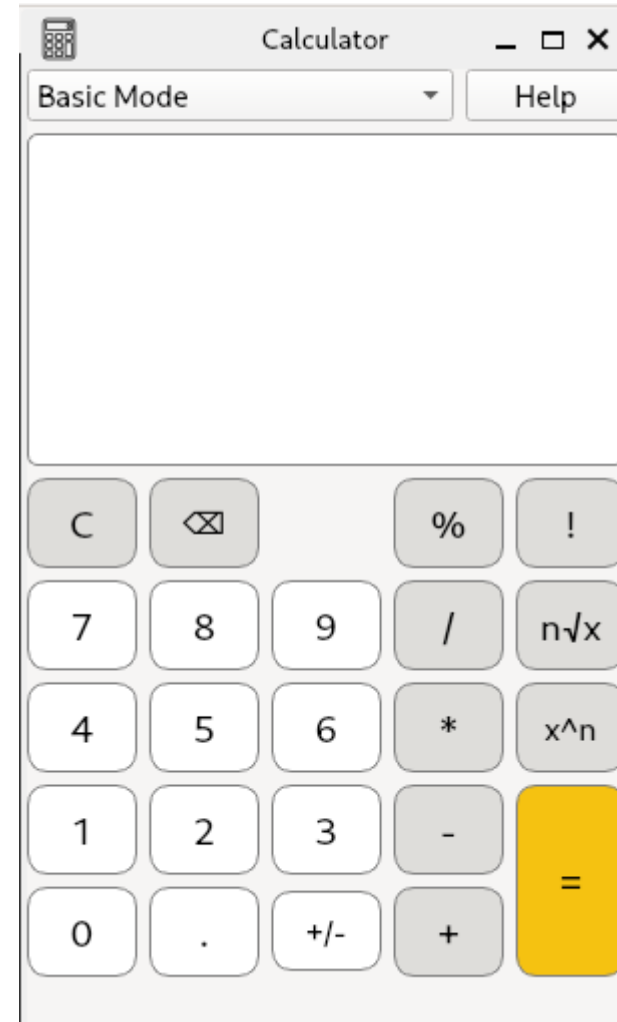 Calculator
Basic Mode Help
C ⌫ % !
7 8 9 / n√x
4 5 6 * x^n
1 2 3 -
=
0 . +/- +